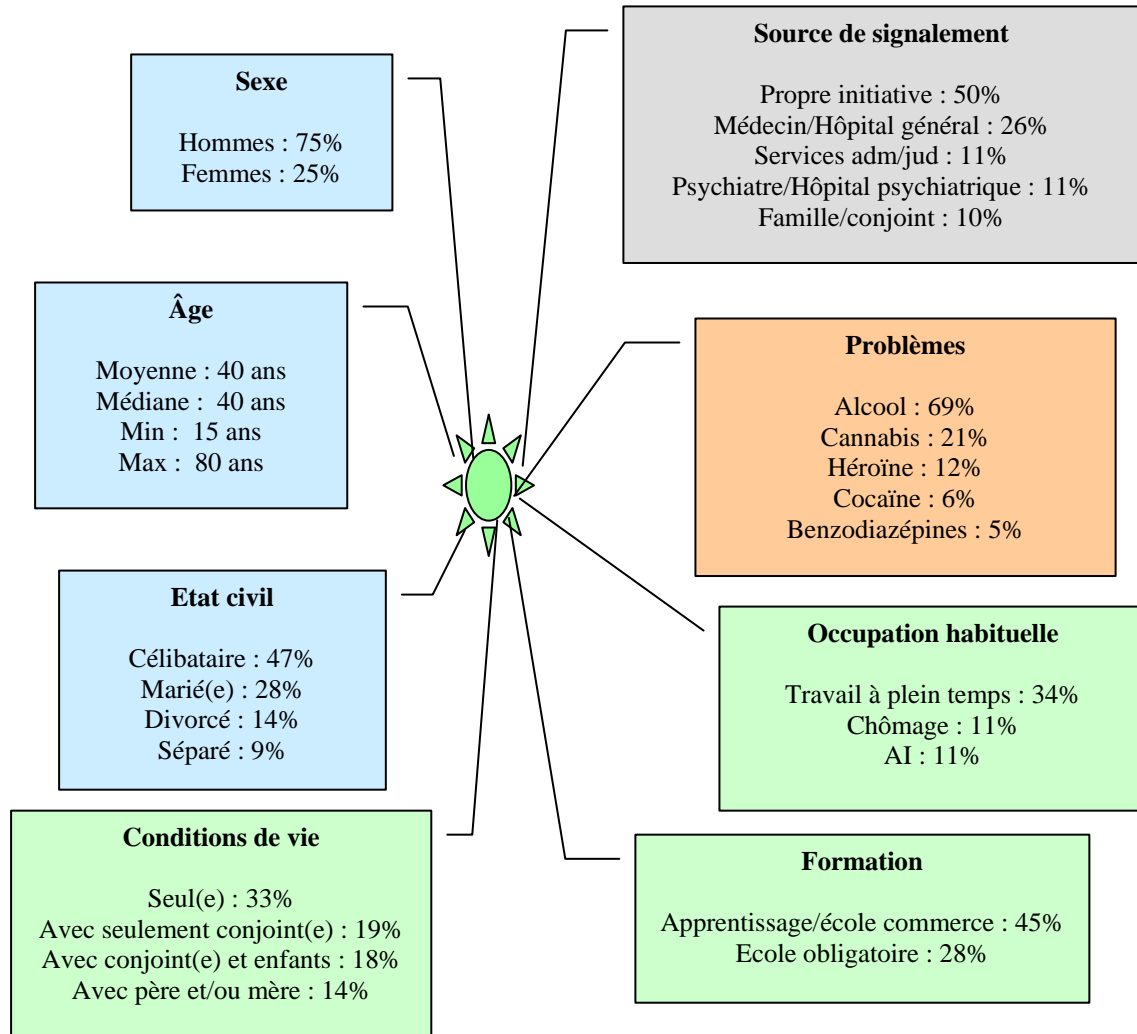 Sexe
Hommes : 75%
Femmes : 25%
Âge
Moyenne : 40 ans
Médiane : 40 ans
Min : 15 ans
Max : 80 ans
Etat civil
Célibataire : 47%
Marié(e) : 28%
Divorcé : 14%
Séparé : 9%
Conditions de vie
Seul(e) : 33%
Avec seulement conjoint(e) : 19%
Avec conjoint(e) et enfants : 18%
Avec père et/ou mère : 14%
Source de signalement
Propre initiative : 50%
Médecin/Hôpital général : 26%
Services adm/jud : 11%
Psychiatre/Hôpital psychiatrique : 11%
Famille/conjoint : 10%
Problèmes
Alcool : 69%
Cannabis : 21%
Héroïne : 12%
Cocaïne : 6%
Benzodiazépines : 5%
Occupation habituelle
Travail à plein temps : 34%
Chômage : 11%
AI : 11%
Formation
Apprentissage/école commerce : 45%
Ecole obligatoire : 28%